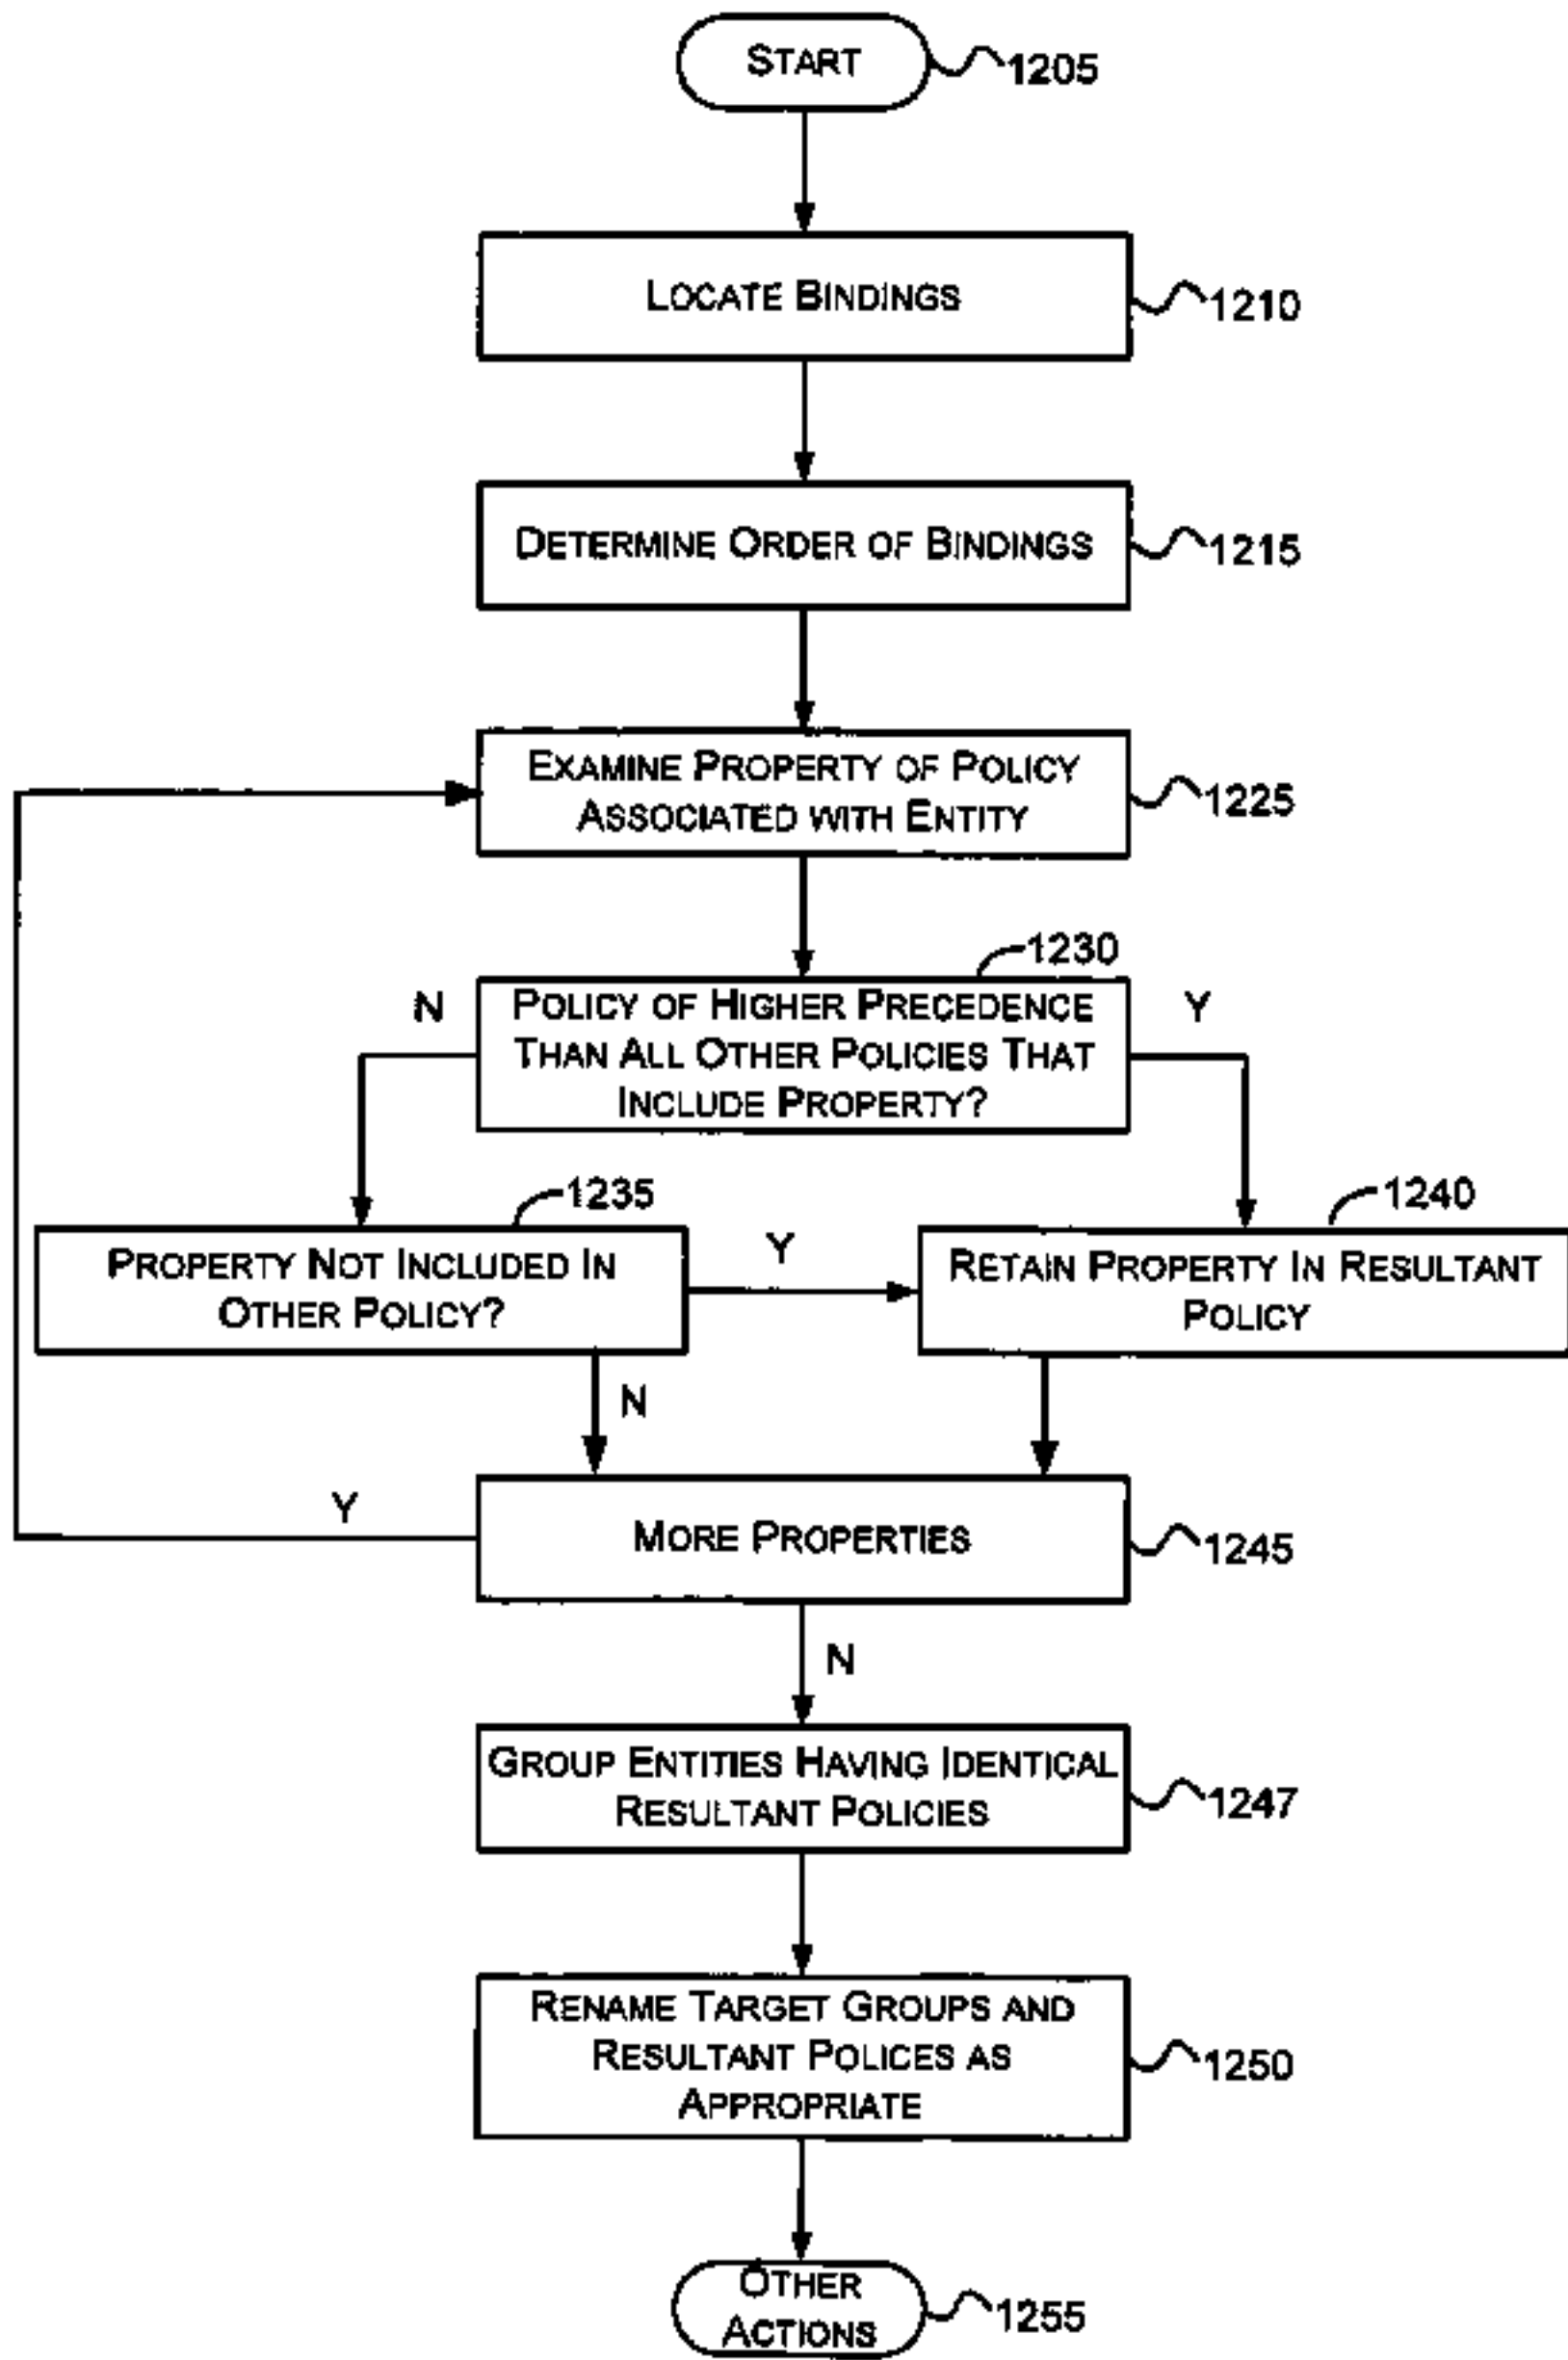 START
1205
LOCATE BINDINGS
1210
DETERMINE ORDER OF BINDINGS
1215
EXAMINE PROPERTY OF POLICY
ASSOCIATED WITH ENTITY
1225
1230
N
POLICY OF HIGHER PRECEDENCE
THAN ALL OTHER POLICIES THAT
INCLUDE PROPERTY?
Y
1235
1240
PROPERTY NOT INCLUDED IN
OTHER POLICY?
Y
RETAIN PROPERTY IN RESULTANT
POLICY
N
Y
MORE PROPERTIES
1245
N
GROUP ENTITIES HAVING IDENTICAL
RESULTANT POLICIES
1247
RENAME TARGET GROUPS AND
RESULTANT POLICES AS
APPROPRIATE
1250
OTHER
ACTIONS
1255